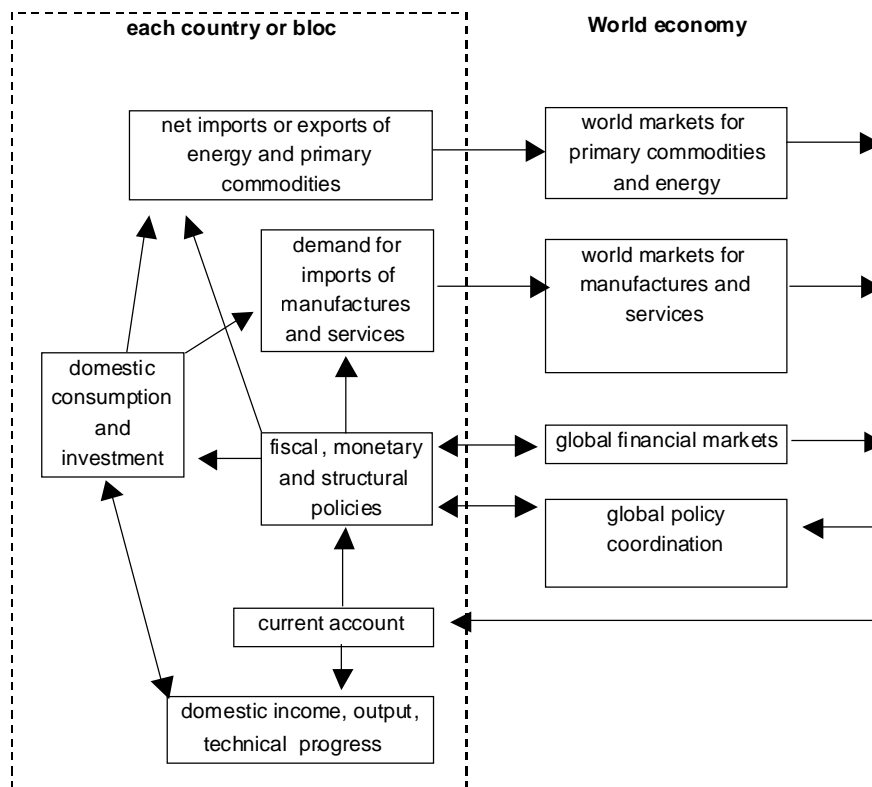 each country or bloc
World economy
net imports or exports of
energy and primary
commodities
world markets for
primary commodities
and energy
demand for
imports of
manufactures
and services
world markets for
manufactures and
services
domestic
consumption
and
investment
fiscal, monetary
and structural
policies
global financial markets
global policy
coordination
current account
domestic income, output,
technical progress